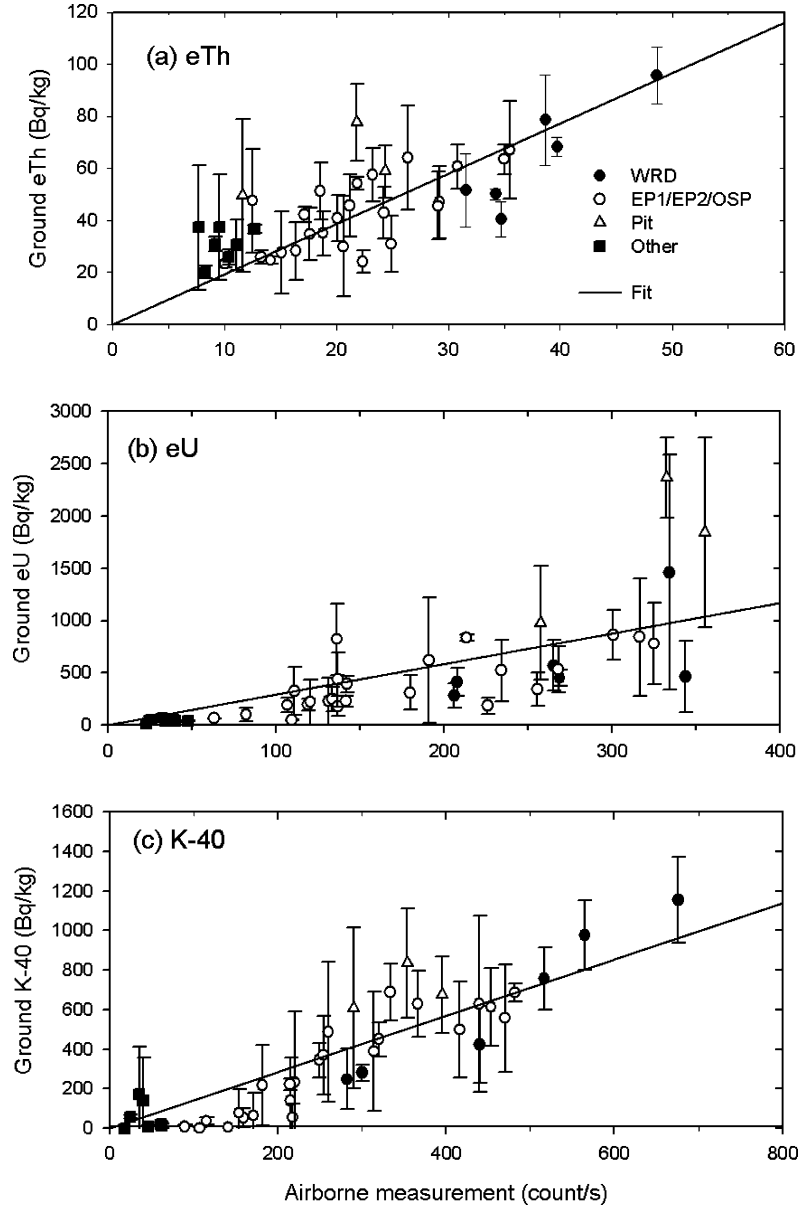 120
100
80
60
40
20
0
Ground eTh (Bq/kg)
(a) eTh
WRD
EP1/EP2/OSP
Pit
Other
Fit
0 10 20 30 40 50 60
3000
2500
2000
1500
1000
500
0
Ground eU (Bq/kg)
(b) eU
0 100 200 300 400
1600
1400
1200
1000
800
600
400
200
0
Ground K-40 (Bq/kg)
(c) K-40
0 200 400 600 800
Airborne measurement (count/s)